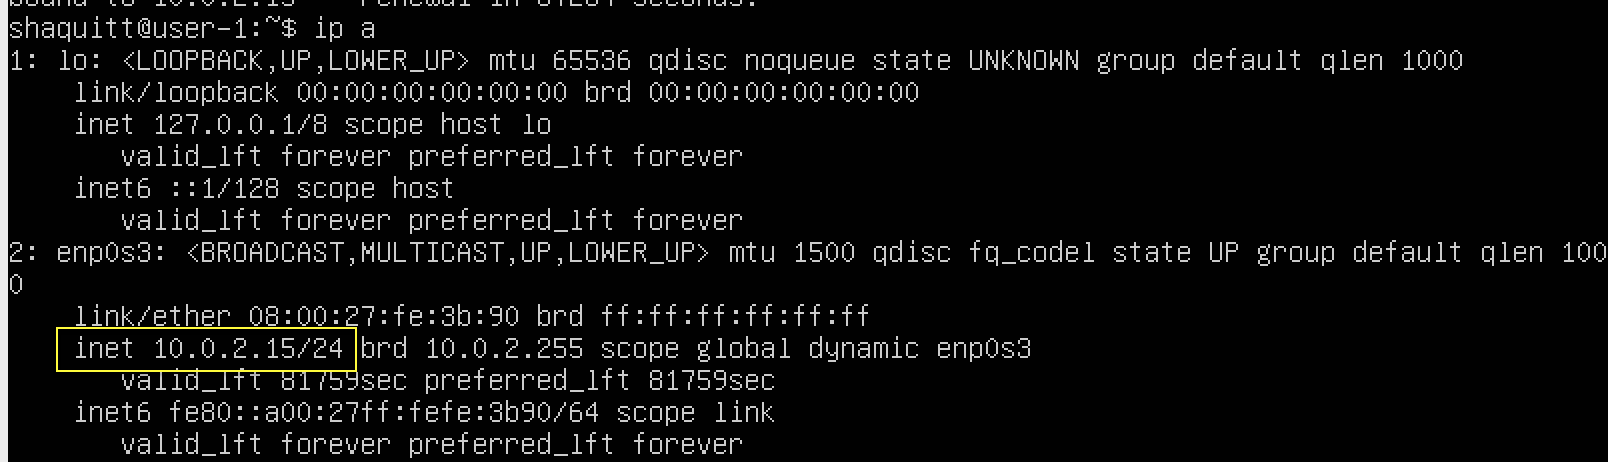 shaquitt@user-1:~$ ip a
1: lo: <LOOPBACK,UP,LOWER_UP> mtu 65536 qdisc noqueue state UNKNOWN group default qlen 1000
link/loopback 00:00:00:00:00:00 brd 00:00:00:00:00:00
inet 127.0.0.1/8 scope host lo
valid_lft forever preferred_lft forever
inet6 ::1/128 scope host
valid_lft forever preferred_lft forever
2: enp0s3: <BROADCAST,MULTICAST,UP,LOWER_UP> mtu 1500 qdisc fq_codel state UP group default qlen 100
0
link/ether 08:00:27:fe:3b:90 brd ff:ff:ff:ff:ff:ff
inet 10.0.2.15/24 brd 10.0.2.255 scope global dynamic enp0s3
valid_lft 81759sec preferred_lft 81759sec
inet6 fe80::a00:27ff:fefe:3b90/64 scope link
valid_lft forever preferred_lft forever